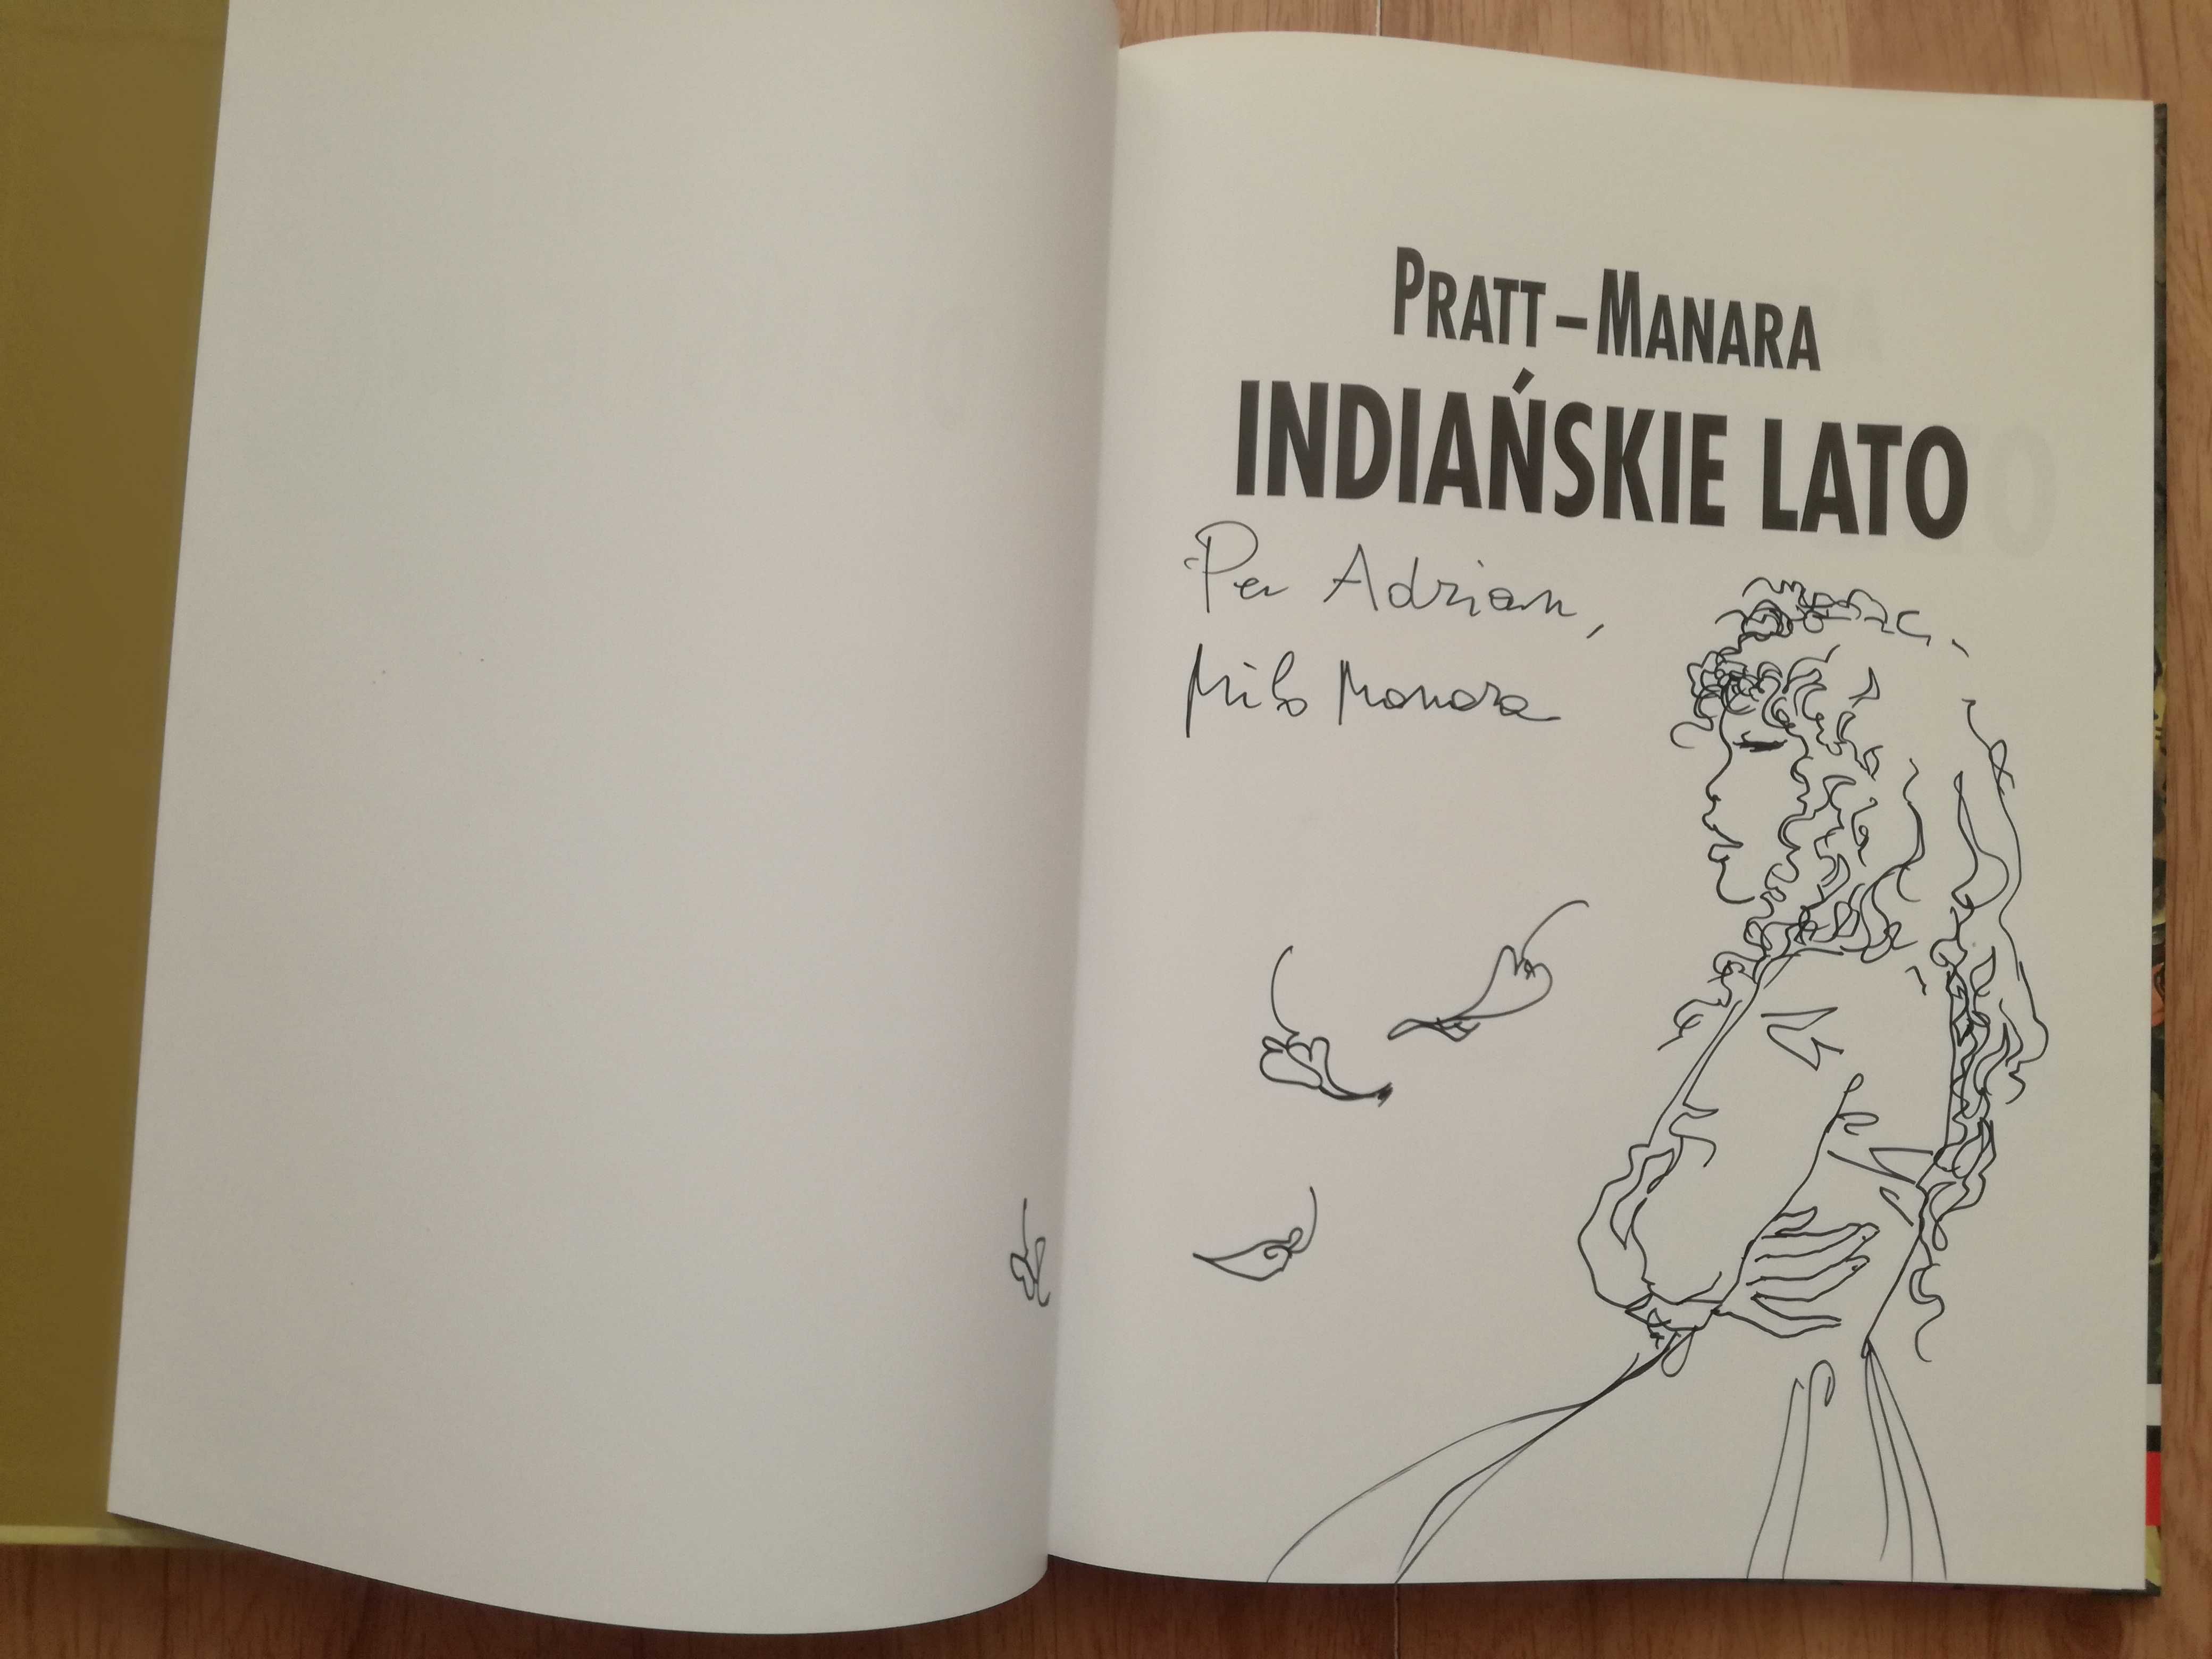 PRATT – MANARA
INDIAŃSKIE LATO
Per Adrian,
Milo Manara